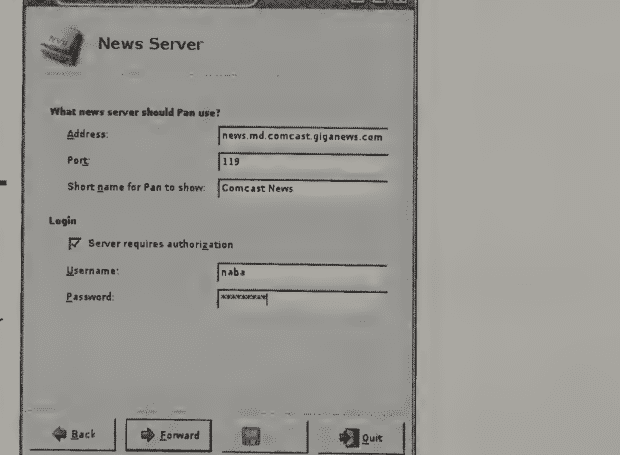 News Server
What news server should Pan use?
Address: news.md.comcast.giganews.com
Port: 119
Short name for Pan to show: Comcast News
Login
Server requires authorization
Username: naba
Password: *********
Back Forward Quit